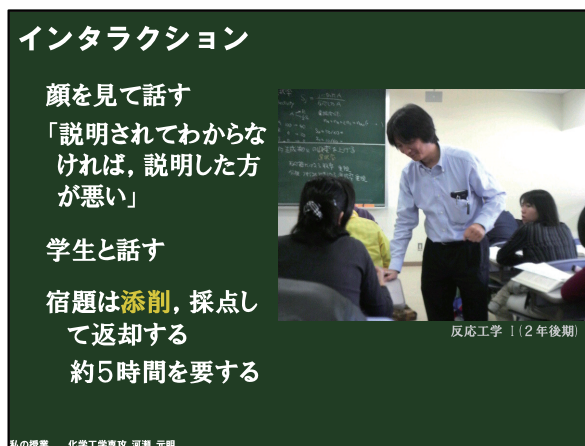 インタラクション
顔を見て話す
「説明されてわからな
ければ，説明した方
が悪い」
学生と話す
宿題は添削，採点し
て返却する
約５時間を要する
反応工学 I（２年後期）
私の授業 化学工学専攻 河瀬 元明